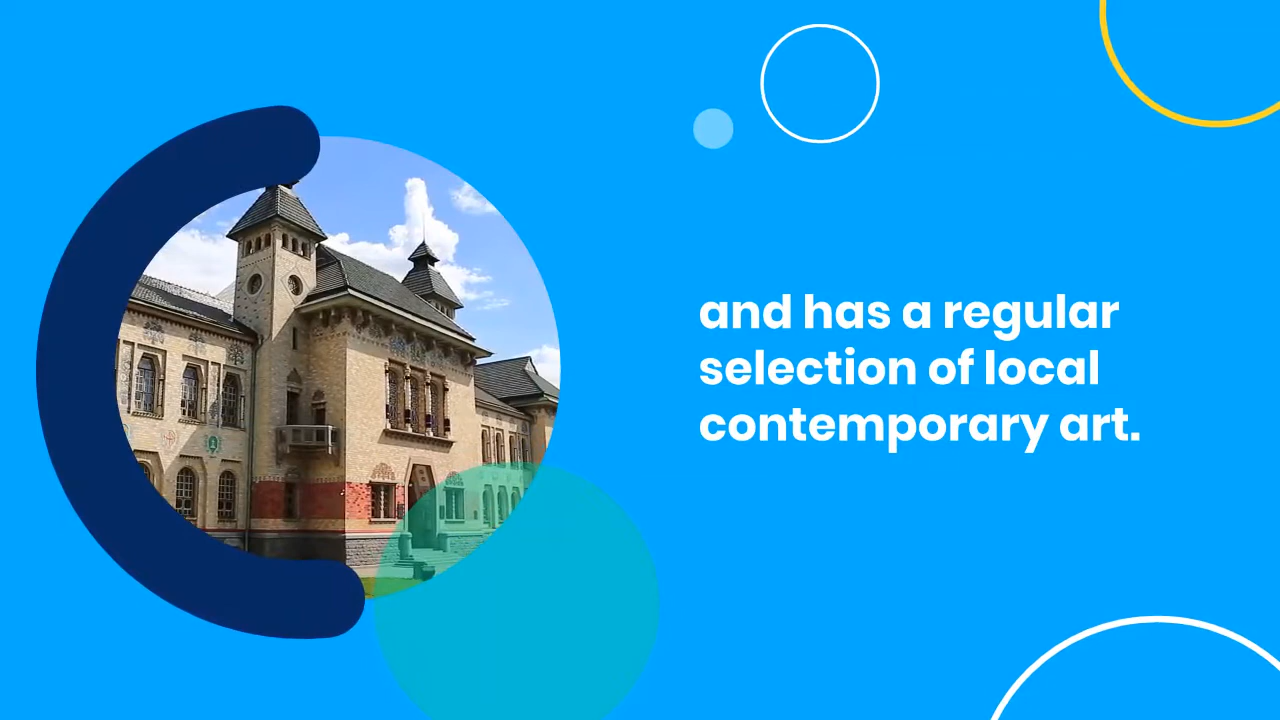 and has a regular
selection of local
contemporary art.